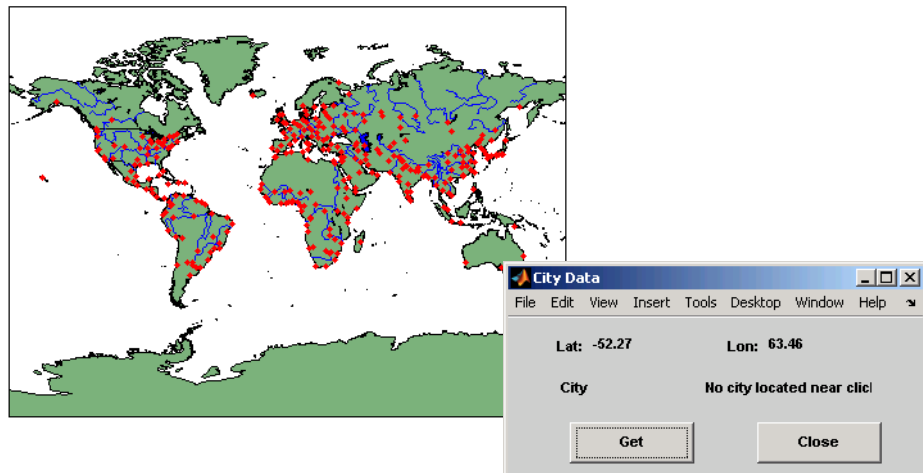 City Data
File Edit View Insert Tools Desktop Window Help
Lat: -52.27 Lon: 63.46
City No city located near clic
Get Close